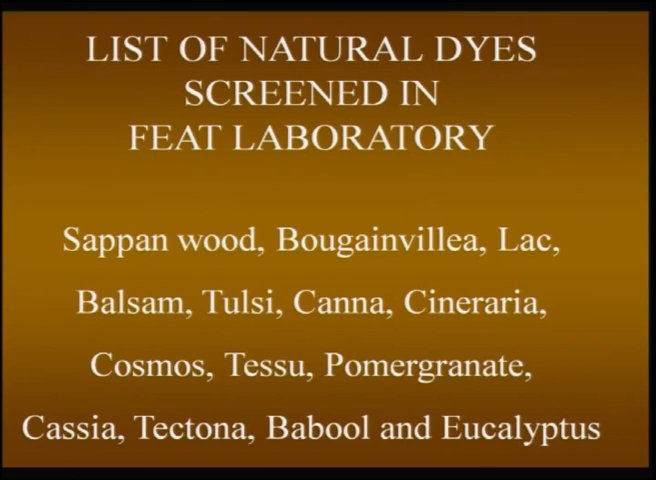 LIST OF NATURAL DYES
SCREENED IN
FEAT LABORATORY
Sappan wood, Bougainvillea, Lac,
Balsam, Tulsi, Canna, Cineraria,
Cosmos, Tessu, Pomergranate,
Cassia, Tectona, Babool and Eucalyptus